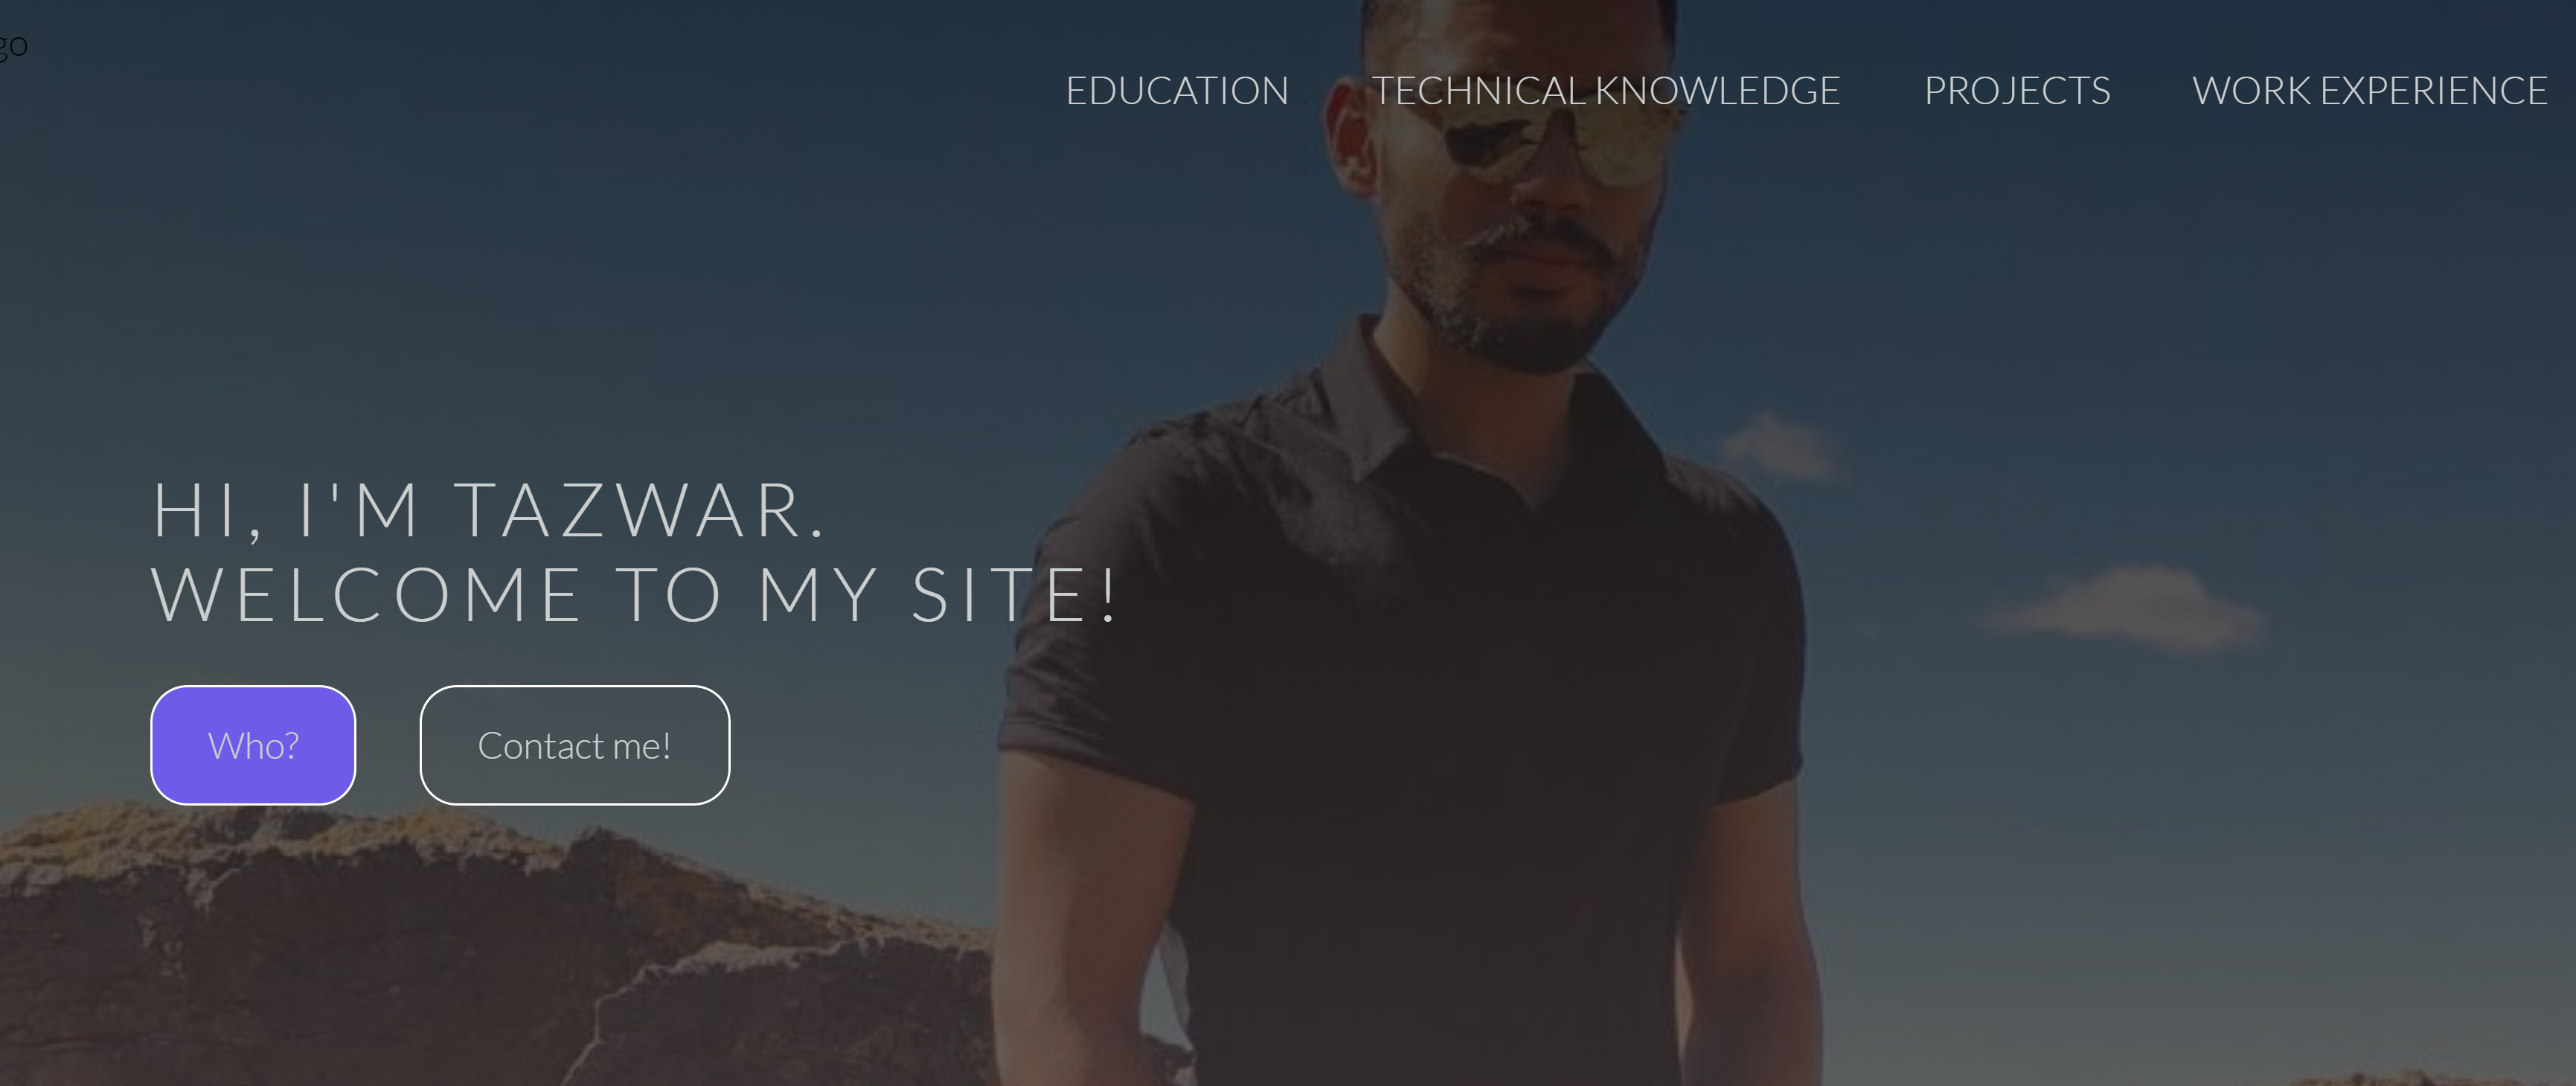 go
EDUCATION TECHNICAL KNOWLEDGE PROJECTS WORK EXPERIENCE
HI, I'M TAZWAR.
WELCOME TO MY SITE!
Who? Contact me!